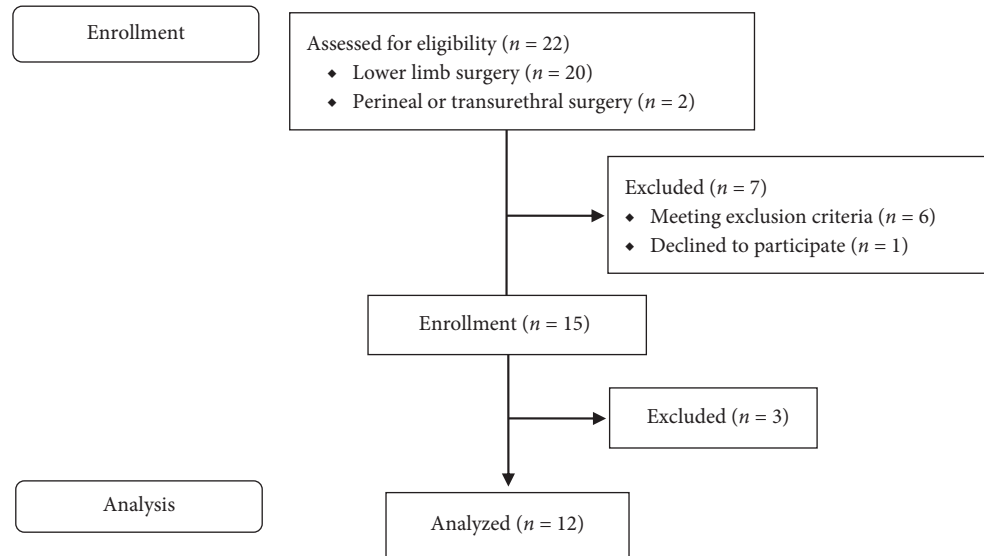 Enrollment
Assessed for eligibility (n = 22)
◆ Lower limb surgery (n = 20)
◆ Perineal or transurethral surgery (n = 2)
Excluded (n = 7)
◆ Meeting exclusion criteria (n = 6)
◆ Declined to participate (n = 1)
Enrollment (n = 15)
Excluded (n = 3)
Analysis
Analyzed (n = 12)